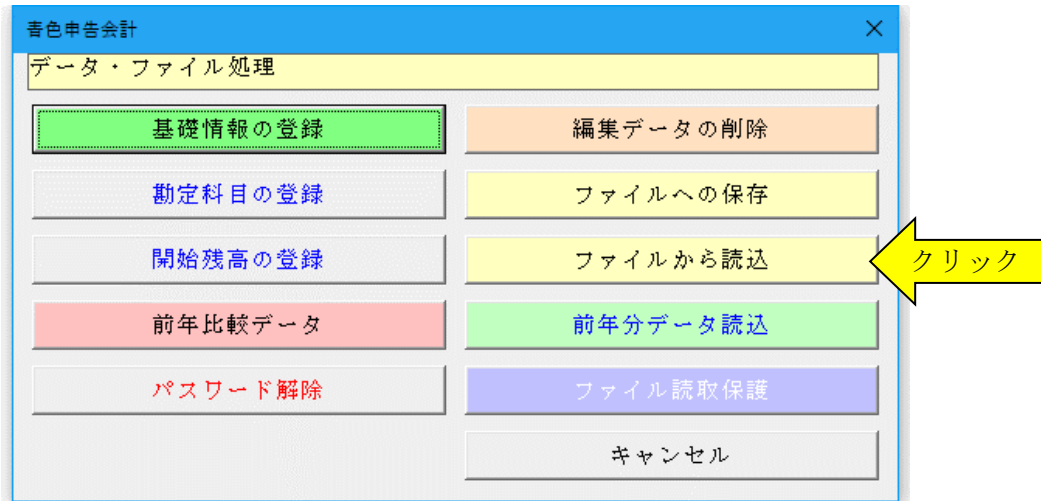 青色申告会計
データ・ファイル処理
基礎情報の登録
編集データの削除
勘定科目の登録
ファイルへの保存
開始残高の登録
ファイルから読込
クリック
前年比較データ
前年分データ読込
パスワード解除
ファイル読取保護
キャンセル